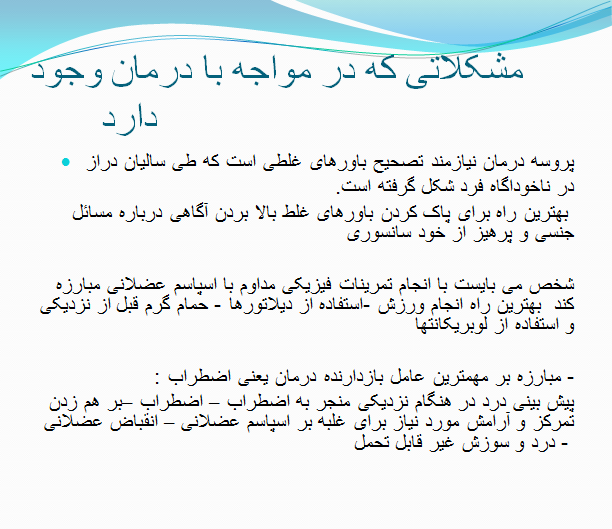 مشکلاتی که در مواجه با درمان وجود
دارد
پروسه درمان نیازمند تصحیح باورهای غلطی است که طی سالیان دراز
در ناخوداگاه فرد شکل گرفته است.
بهترین راه برای پاک کردن باورهای غلط بالا بردن آگاهی درباره مسائل
جنسی و پرهیز از خود سانسوری
شخص می بایست با انجام تمرینات فیزیکی مداوم با اسپاسم عضلانی مبارزه
کند بهترین راه انجام ورزش -استفاده از دیلاتورها - حمام گرم قبل از نزدیکی
و استفاده از لوبریکانتها
- مبارزه بر مهمترین عامل بازدارنده درمان یعنی اضطراب :
پیش بینی درد در هنگام نزدیکی منجر به اضطراب – اضطراب –بر هم زدن
تمرکز و آرامش مورد نیاز برای غلبه بر اسپاسم عضلانی – انقباض عضلانی
- درد و سوزش غیر قابل تحمل